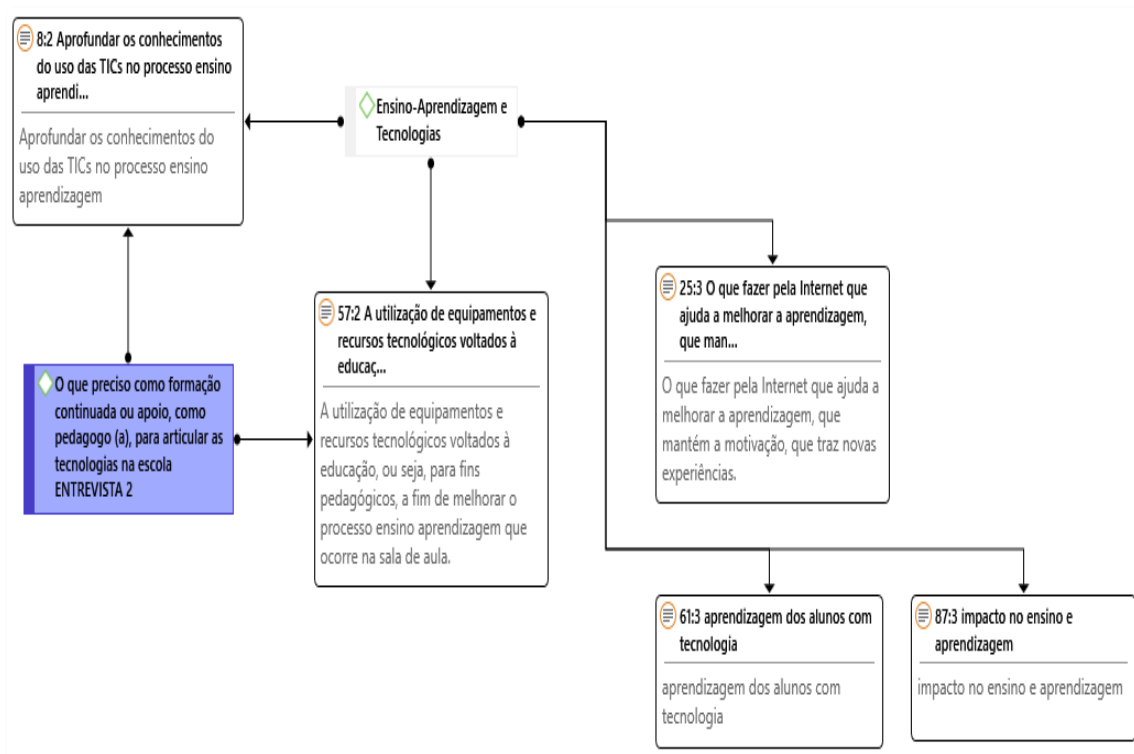 8:2 Aprofundar os conhecimentos
do uso das TICs no processo ensino
aprendi...
Aprofundar os conhecimentos do
uso das TICs no processo ensino
aprendizagem
Ensino-Aprendizagem e
Tecnologias
O que preciso como formação
continuada ou apoio, como
pedagogo (a), para articular as
tecnologias na escola
ENTREVISTA 2
57:2 A utilização de equipamentos e
recursos tecnológicos voltados à
educaç...
A utilização de equipamentos e
recursos tecnológicos voltados à
educação, ou seja, para fins
pedagógicos, a fim de melhorar o
processo ensino aprendizagem que
ocorre na sala de aula.
25:3 O que fazer pela Internet que
ajuda a melhorar a aprendizagem,
que man...
O que fazer pela Internet que ajuda a
melhorar a aprendizagem, que
mantém a motivação, que traz novas
experiências.
61:3 aprendizagem dos alunos com
tecnologia
aprendizagem dos alunos com
tecnologia
87:3 impacto no ensino e
aprendizagem
impacto no ensino e aprendizagem